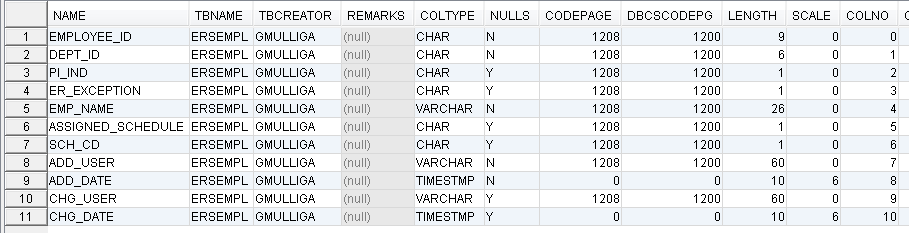 NAME TBNAME TBCREATOR REMARKS COLTYPE NULLS CODEPAGE DBCSCODEPG LENGTH SCALE COLNO
1 EMPLOYEE_ID ERSEMPL GMULLIGA (null) CHAR N 1208 1200 9 0 0
2 DEPT_ID ERSEMPL GMULLIGA (null) CHAR N 1208 1200 6 0 1
3 PI_IND ERSEMPL GMULLIGA (null) CHAR Y 1208 1200 1 0 2
4 ER_EXCEPTION ERSEMPL GMULLIGA (null) CHAR Y 1208 1200 1 0 3
5 EMP_NAME ERSEMPL GMULLIGA (null) VARCHAR N 1208 1200 26 0 4
6 ASSIGNED_SCHEDULE ERSEMPL GMULLIGA (null) CHAR Y 1208 1200 1 0 5
7 SCH_CD ERSEMPL GMULLIGA (null) CHAR Y 1208 1200 1 0 6
8 ADD_USER ERSEMPL GMULLIGA (null) VARCHAR N 1208 1200 60 0 7
9 ADD_DATE ERSEMPL GMULLIGA (null) TIMESTMP N 0 0 10 6 8
10 CHG_USER ERSEMPL GMULLIGA (null) VARCHAR Y 1208 1200 60 0 9
11 CHG_DATE ERSEMPL GMULLIGA (null) TIMESTMP Y 0 0 10 6 10